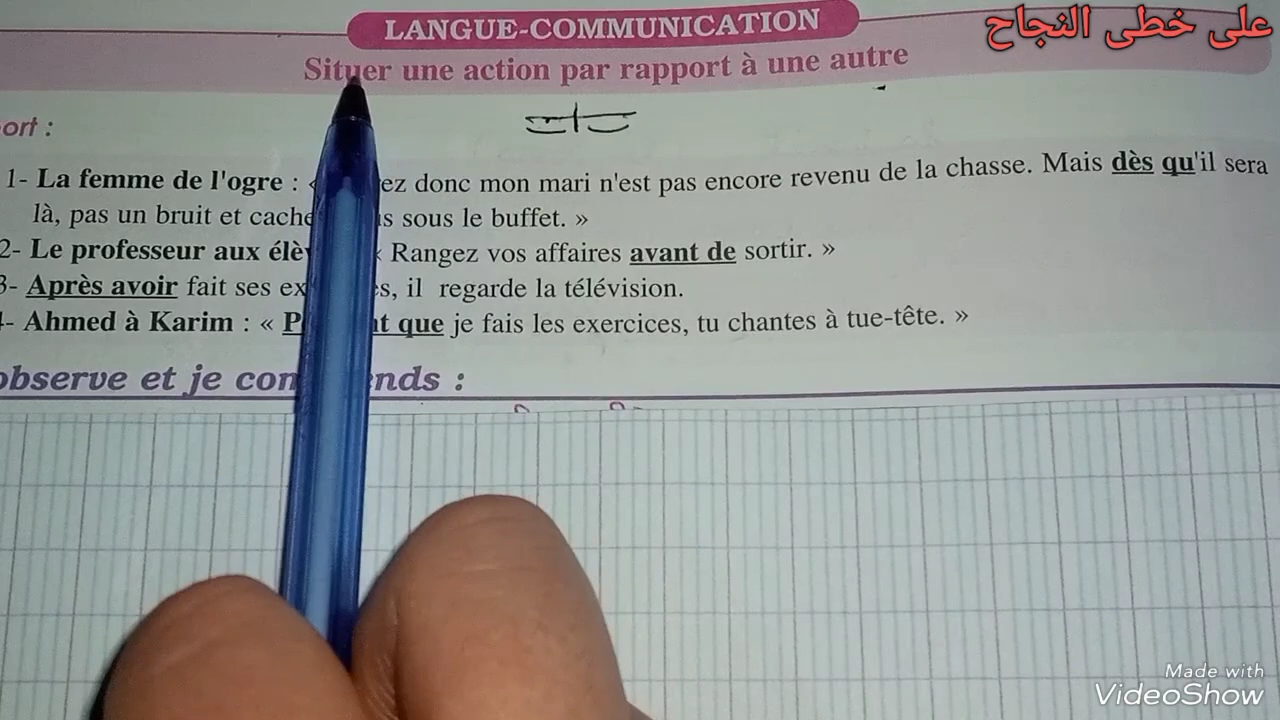 LANGUE-COMMUNICATION
على خطى النجاح
Situer une action par rapport à une autre
ort :
1- La femme de l'ogre : « ez donc mon mari n'est pas encore revenu de la chasse. Mais dès qu'il sera
là, pas un bruit et cache s sous le buffet. »
2- Le professeur aux élè « Rangez vos affaires avant de sortir. »
3- Après avoir fait ses ex s, il regarde la télévision.
4- Ahmed à Karim : « P t que je fais les exercices, tu chantes à tue-tête. »
observe et je con nds :
Made with
VideoShow